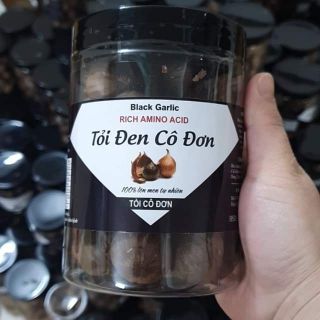 Black Garlic
RICH AMINO ACID
Tỏi Đen Cô Đơn
100% lên men tự nhiên
TỎI CÔ ĐƠN